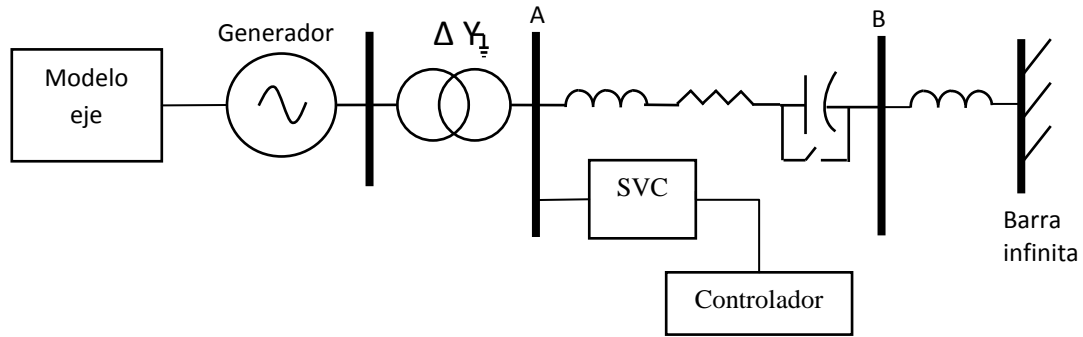 Generador
Δ Y
A
B
Modelo
eje
SVC
Barra
infinita
Controlador